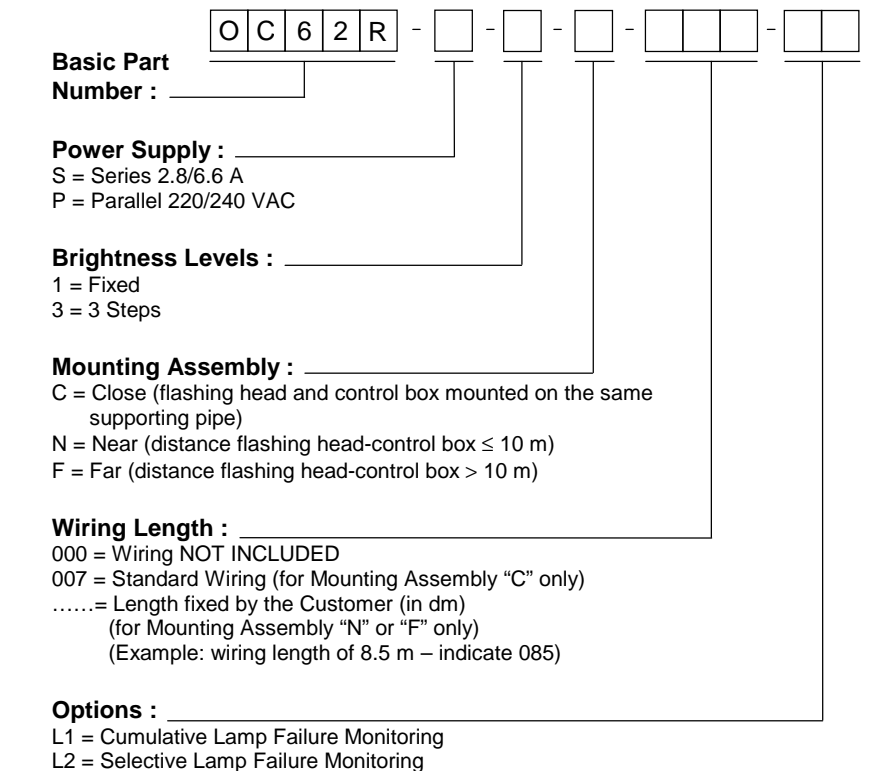 O C 6 2 R - - - - -
Basic Part
Number :
Power Supply :
S = Series 2.8/6.6 A
P = Parallel 220/240 VAC
Brightness Levels :
1 = Fixed
3 = 3 Steps
Mounting Assembly :
C = Close (flashing head and control box mounted on the same
supporting pipe)
N = Near (distance flashing head-control box ≤ 10 m)
F = Far (distance flashing head-control box > 10 m)
Wiring Length :
000 = Wiring NOT INCLUDED
007 = Standard Wiring (for Mounting Assembly “C” only)
……= Length fixed by the Customer (in dm)
(for Mounting Assembly “N” or “F” only)
(Example: wiring length of 8.5 m – indicate 085)
Options :
L1 = Cumulative Lamp Failure Monitoring
L2 = Selective Lamp Failure Monitoring